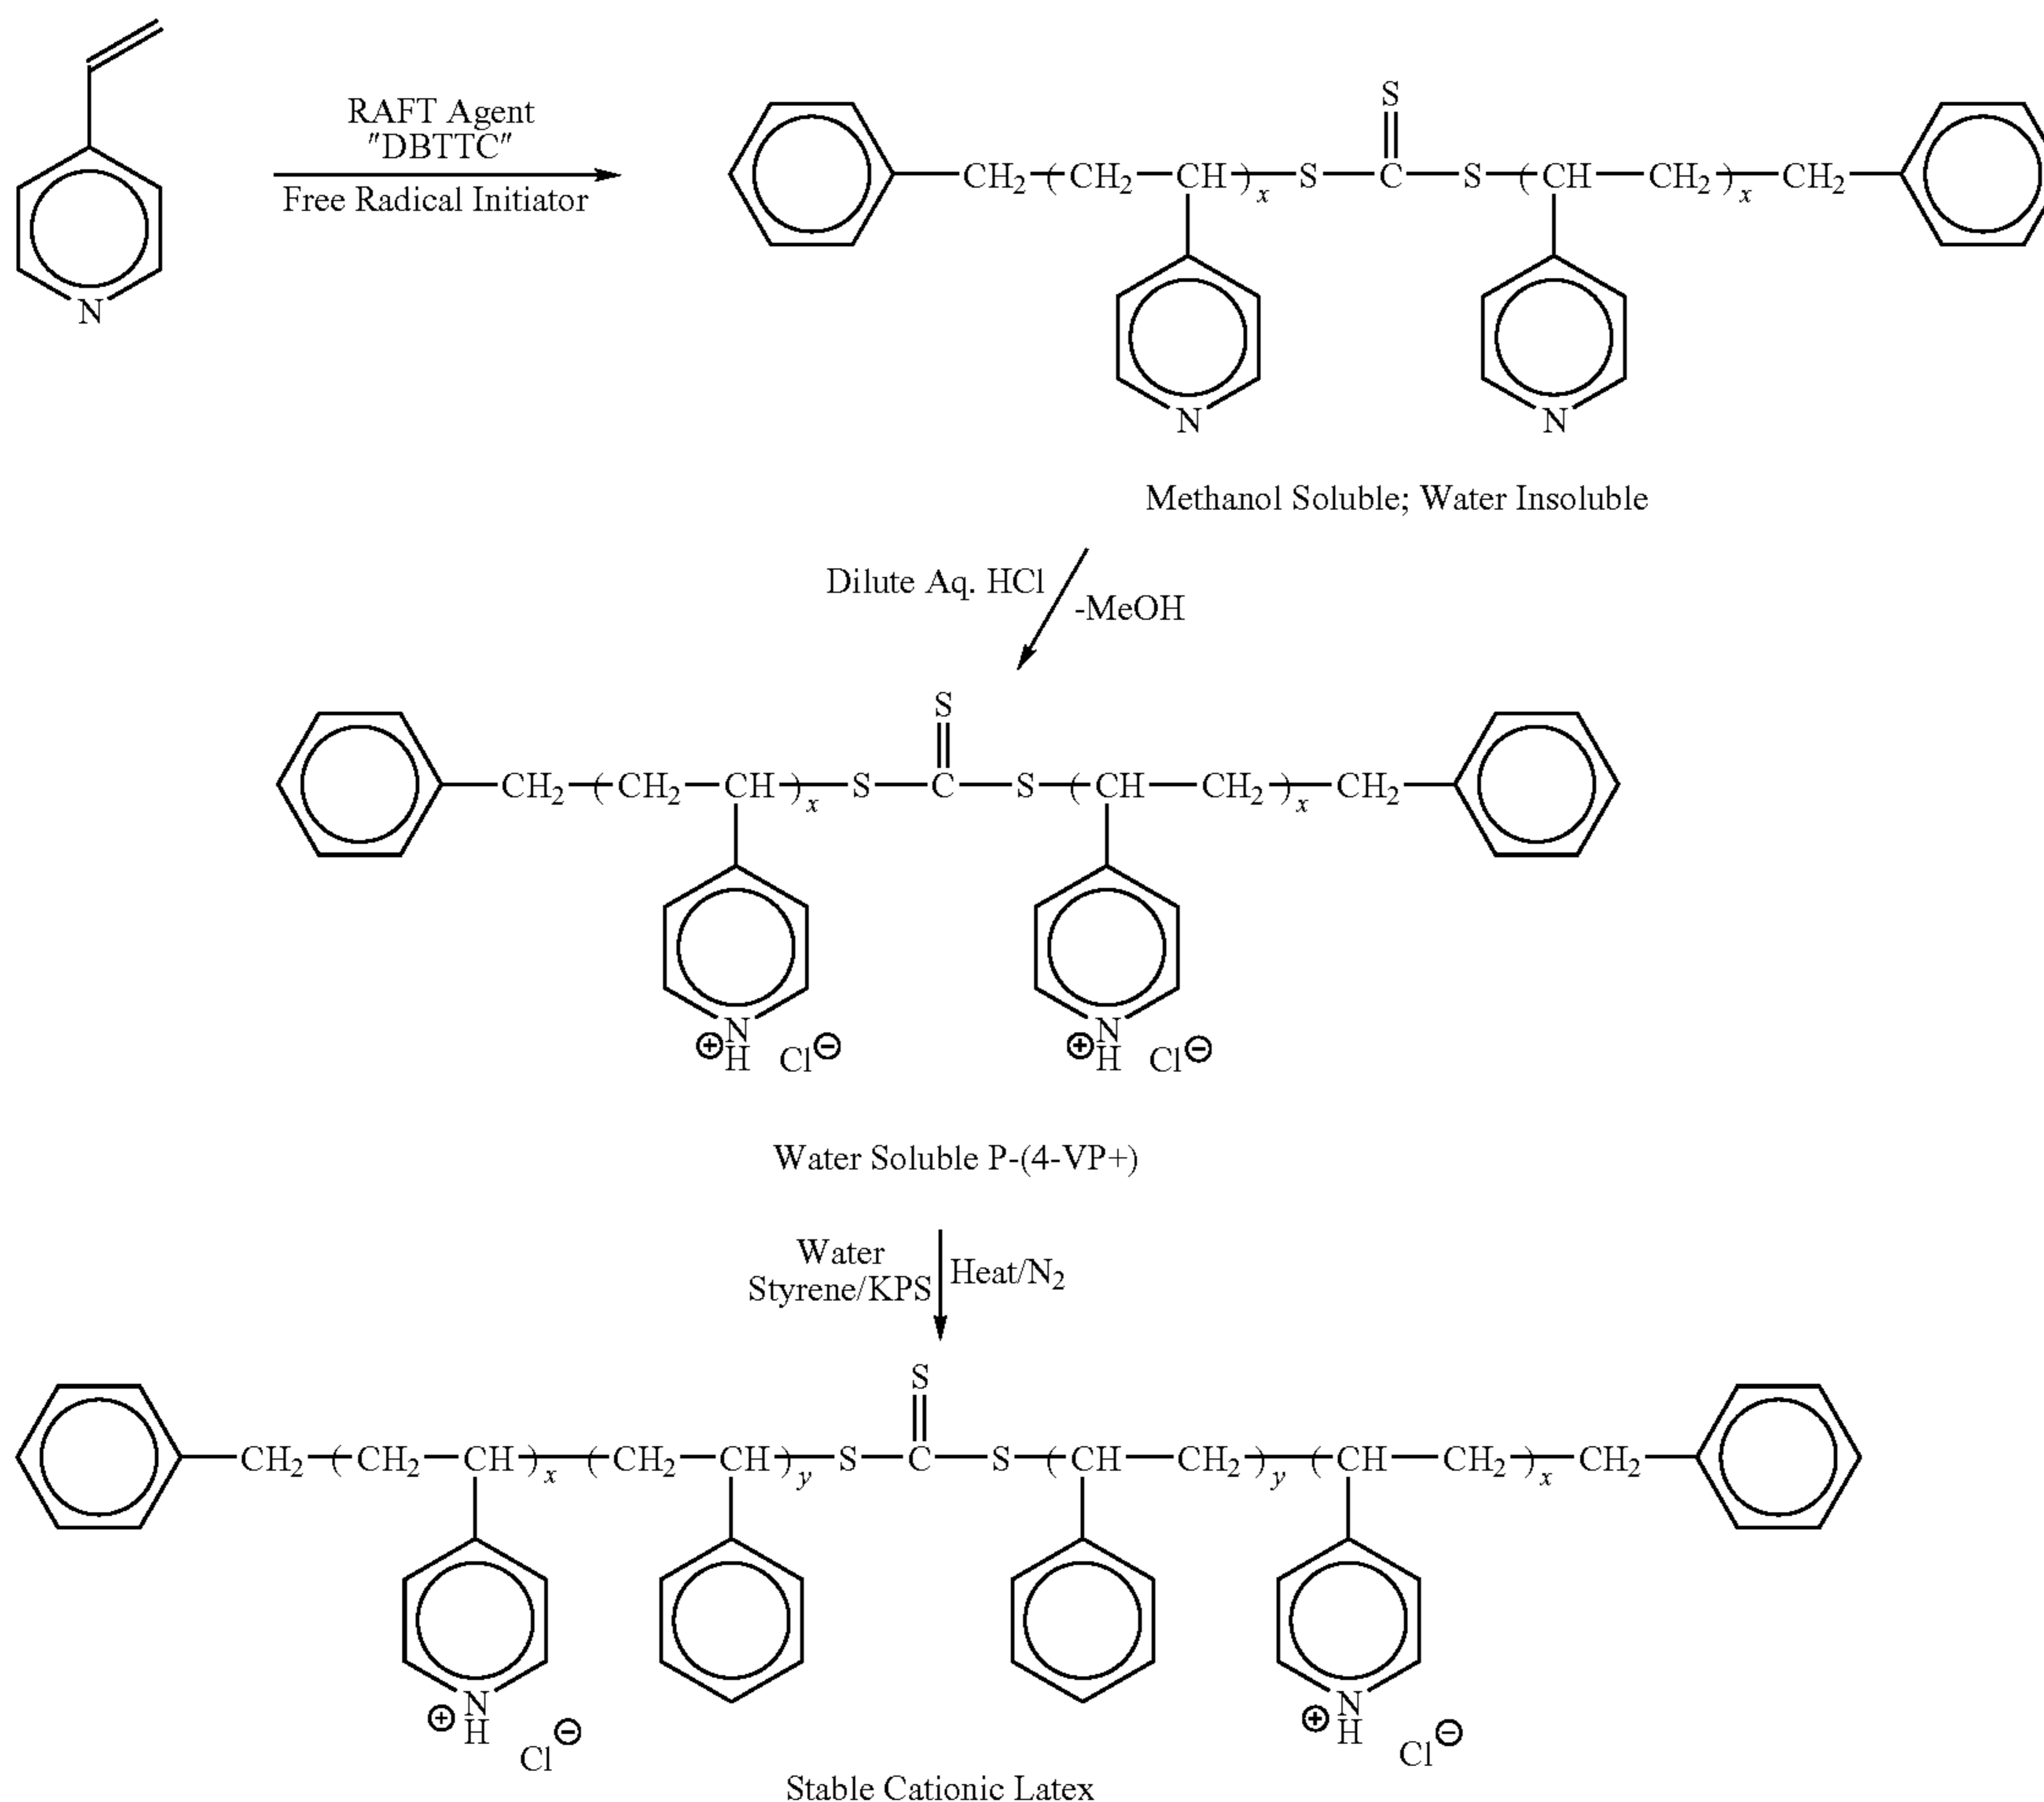 RAFT Agent
"DBTTC"
Free Radical Initiator
N
S
CH2 ( CH2 CH )x S C S ( CH CH2 )x CH2
N N
Methanol Soluble; Water Insoluble
Dilute Aq. HCl
-MeOH
S
CH2 ( CH2 CH )x S C S ( CH CH2 )x CH2
⊕ N H Cl ⊖ ⊕ N H Cl ⊖
Water Soluble P-(4-VP+)
Water
Styrene/KPS
Heat/N2
S
CH2 ( CH2 CH )x ( CH2 CH )y S C S ( CH CH2 )y ( CH CH2 )x CH2
⊕ N H Cl ⊖ ⊕ N H Cl ⊖
Stable Cationic Latex